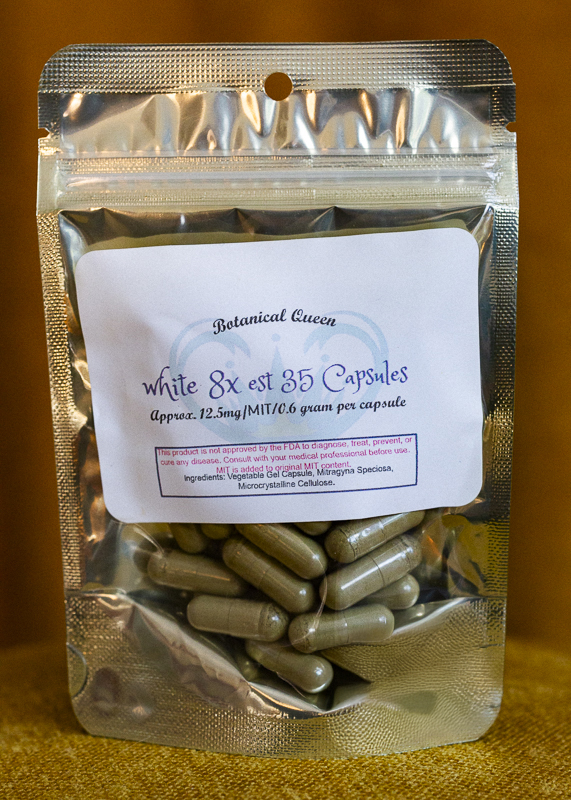 Botanical Queen
white 8x est 35 Capsules
Approx. 12.5mg/MIT/0.6 gram per capsule
This product is not approved by the FDA to diagnose, treat, prevent, or
cure any disease. Consult with your medical professional before use.
MIT is added to original MIT content.
Ingredients: Vegetable Gel Capsule, Mitragyna Speciosa,
Microcrystalline Cellulose.